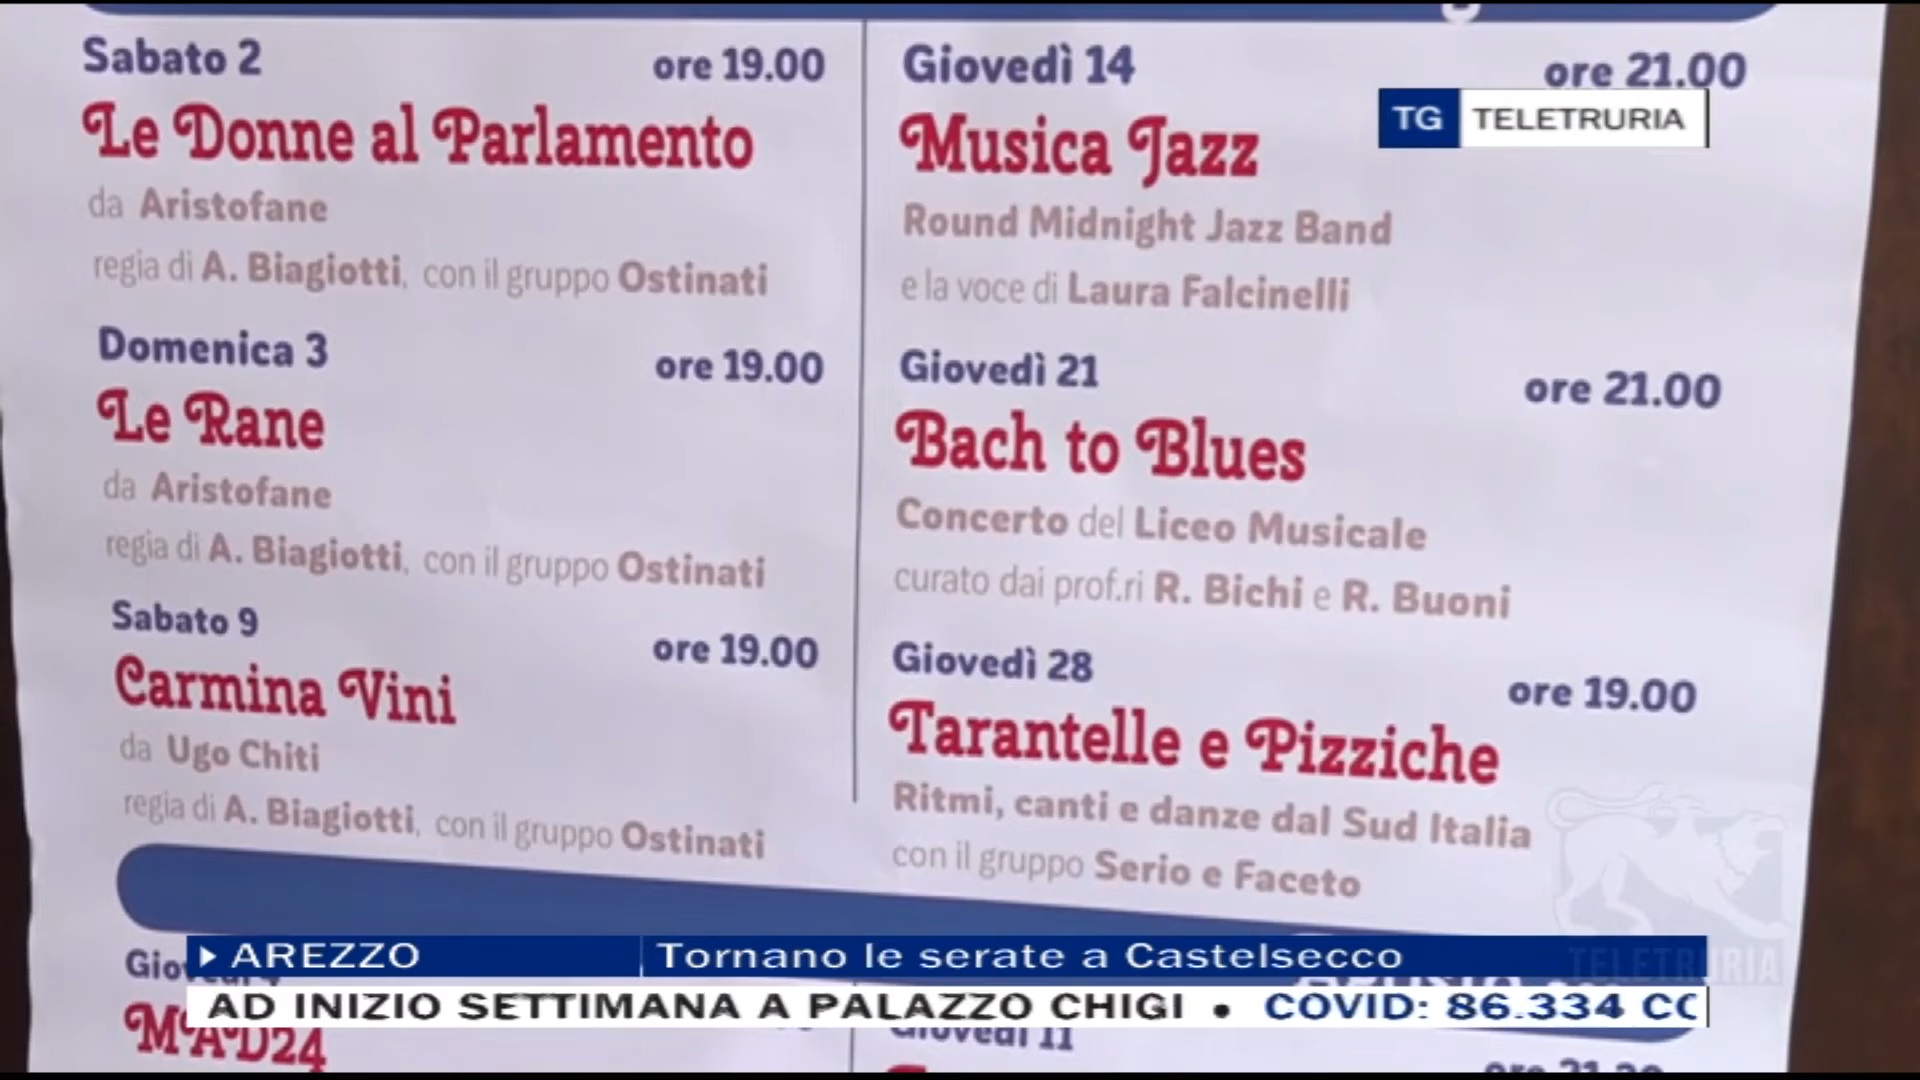 Sabato 2
ore 19.00
Le Donne al Parlamento
da Aristofane
regia di A. Biagiotti, con il gruppo Ostinati
Domenica 3
ore 19.00
Le Rane
da Aristofane
regia di A. Biagiotti, con il gruppo Ostinati
Sabato 9
ore 19.00
Carmina Vini
da Ugo Chiti
regia di A. Biagiotti, con il gruppo Ostinati
Giovedì 14
ore 21.00
TG TELETRURIA
Musica Jazz
Round Midnight Jazz Band
e la voce di Laura Falcinelli
Giovedì 21
ore 21.00
Bach to Blues
Concerto del Liceo Musicale
curato dai prof.ri R. Bichi e R. Buoni
Giovedì 28
ore 19.00
Tarantelle e Pizziche
Ritmi, canti e danze dal Sud Italia
con il gruppo Serio e Faceto
TELETRURIA
AREZZO
Tornano le serate a Castelsecco
AD INIZIO SETTIMANA A PALAZZO CHIGI • COVID: 86.334
MAD24
Giovedì 11